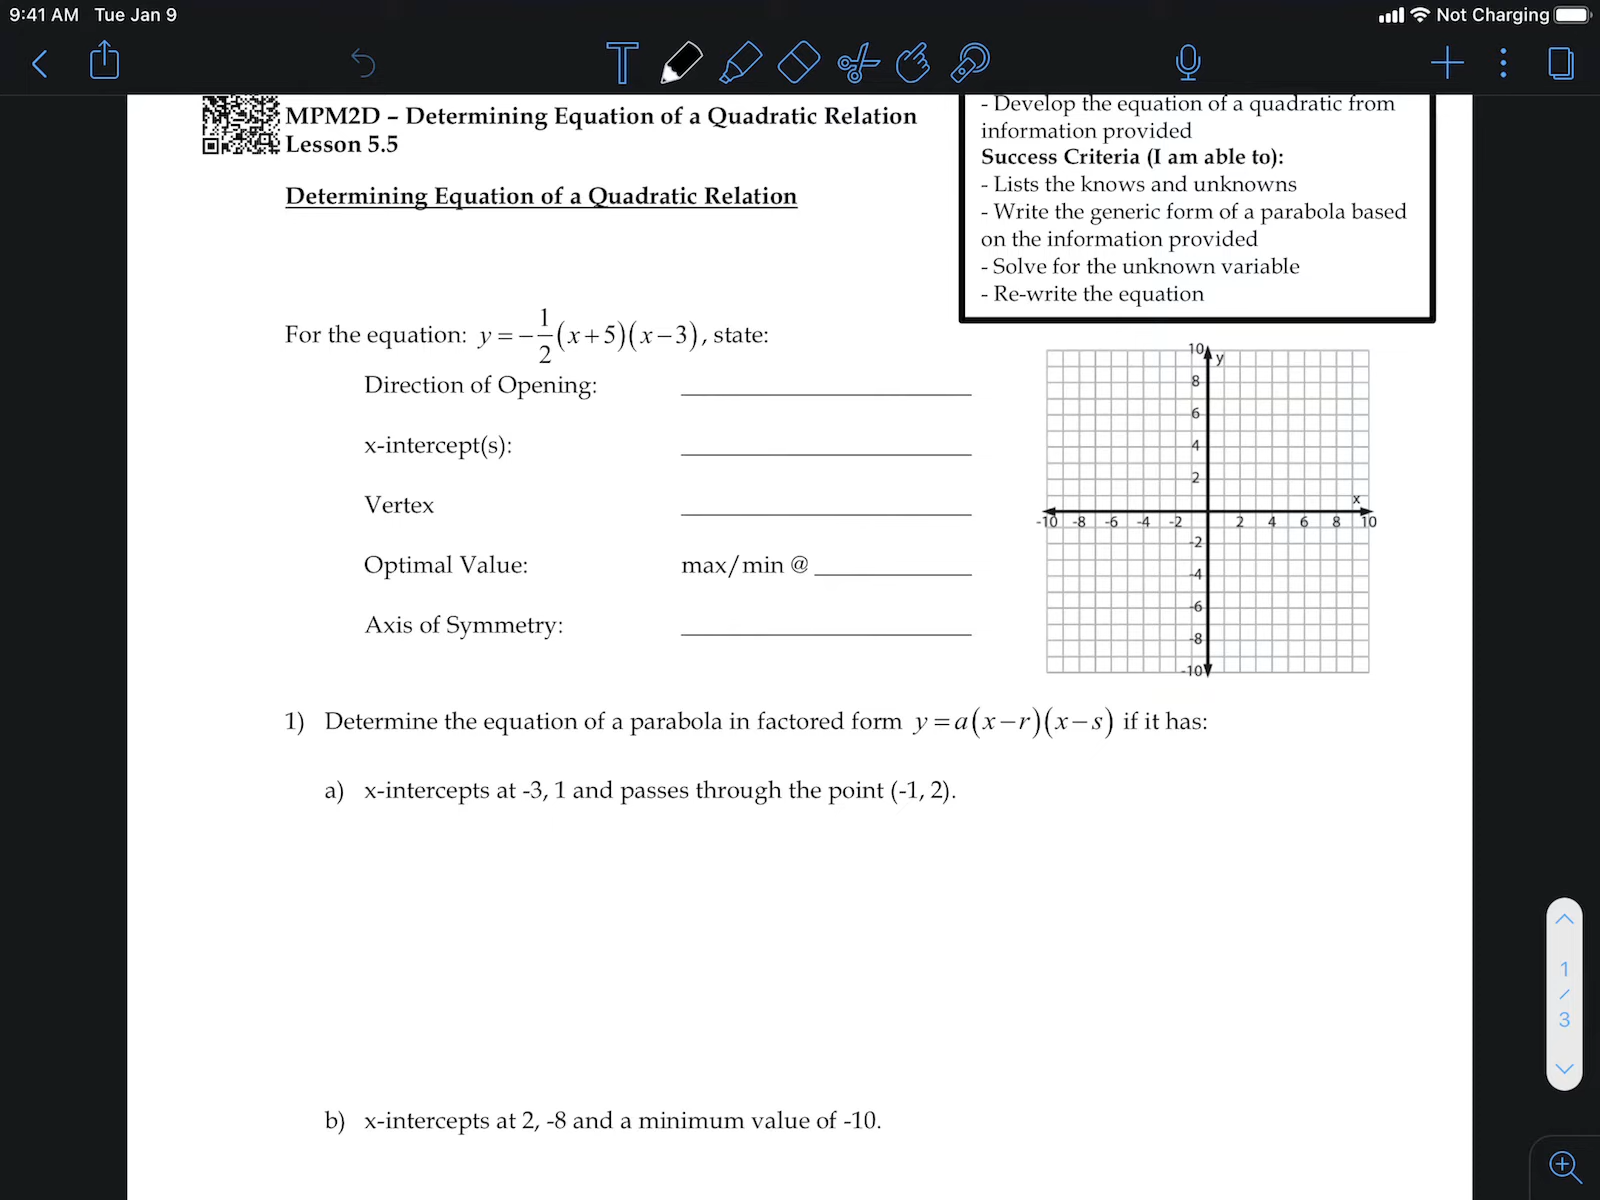 9:41 AM Tue Jan 9
Not Charging
MPM2D – Determining Equation of a Quadratic Relation
Lesson 5.5
- Develop the equation of a quadratic from
information provided
Success Criteria (I am able to):
- Lists the knows and unknowns
- Write the generic form of a parabola based
on the information provided
- Solve for the unknown variable
- Re-write the equation
Determining Equation of a Quadratic Relation
For the equation: y = -1/2(x+5)(x-3), state:
Direction of Opening:
x-intercept(s):
Vertex
Optimal Value: max/min @
Axis of Symmetry:
10 y
8
6
4
2
x
-10 -8 -6 -4 -2 2 4 6 8 10
-2
-4
-6
-8
-10
1) Determine the equation of a parabola in factored form y = a(x-r)(x-s) if it has:
a) x-intercepts at -3, 1 and passes through the point (-1, 2).
b) x-intercepts at 2, -8 and a minimum value of -10.
1
/
3